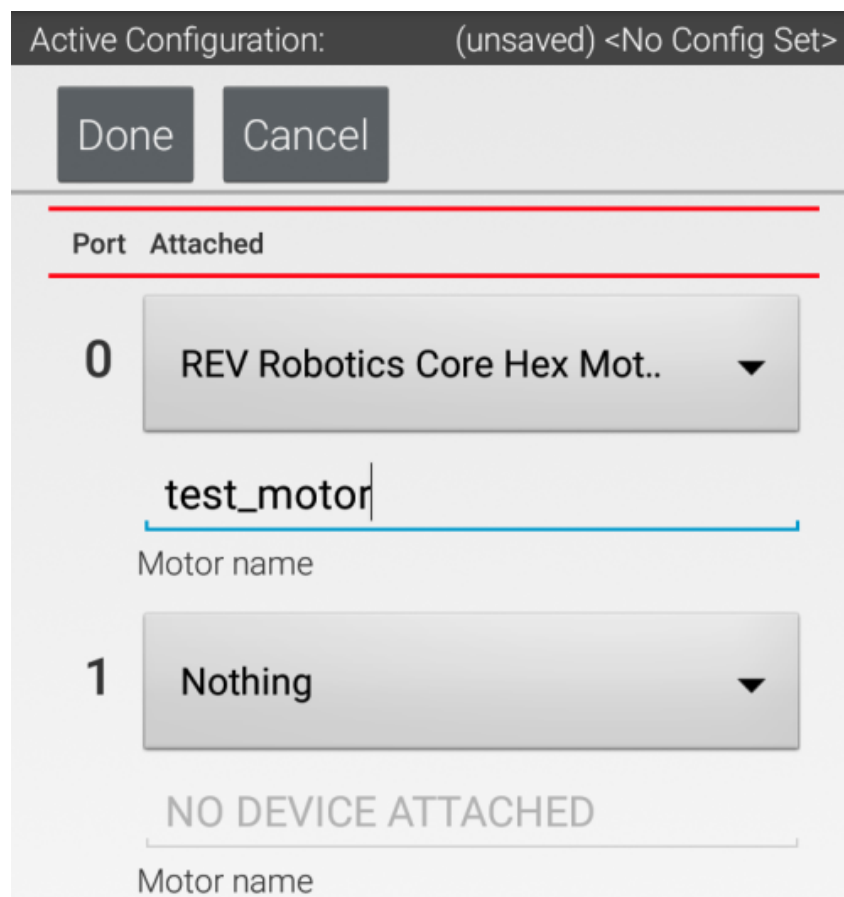 Active Configuration: (unsaved) <No Config Set>
Done Cancel
Port Attached
0 REV Robotics Core Hex Mot..
test_motor
Motor name
1 Nothing
NO DEVICE ATTACHED
Motor name